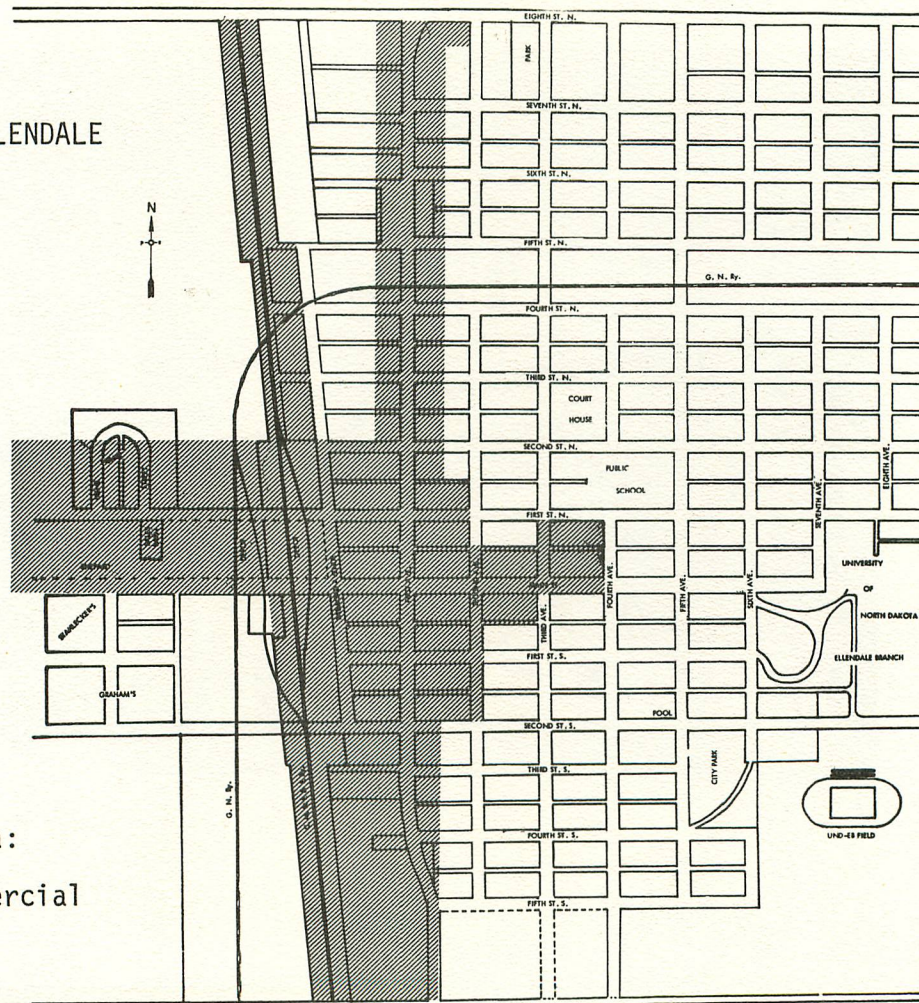 EIGHTH ST. N.
PARK
SEVENTH ST. N.
LENDALE
SIXTH ST. N.
N
FIFTH ST. N.
G. N. Ry.
FOURTH ST. N.
THIRD ST. N.
COURT
HOUSE
SECOND ST. N.
EIGHTH AVE.
PUBLIC
SCHOOL
SEVENTH AVE.
FIRST ST. N.
UNIVERSITY
FOURTH AVE.
FIFTH AVE.
SIXTH AVE.
OF
NORTH DAKOTA
THIRD AVE.
FIRST ST. S.
ELLENDALE BRANCH
GRAHAM'S
POOL
SECOND ST. S.
CITY PARK
THIRD ST. S.
G. N. Ry.
FOURTH ST. S.
UND-EB FIELD
ercial
FIFTH ST. S.